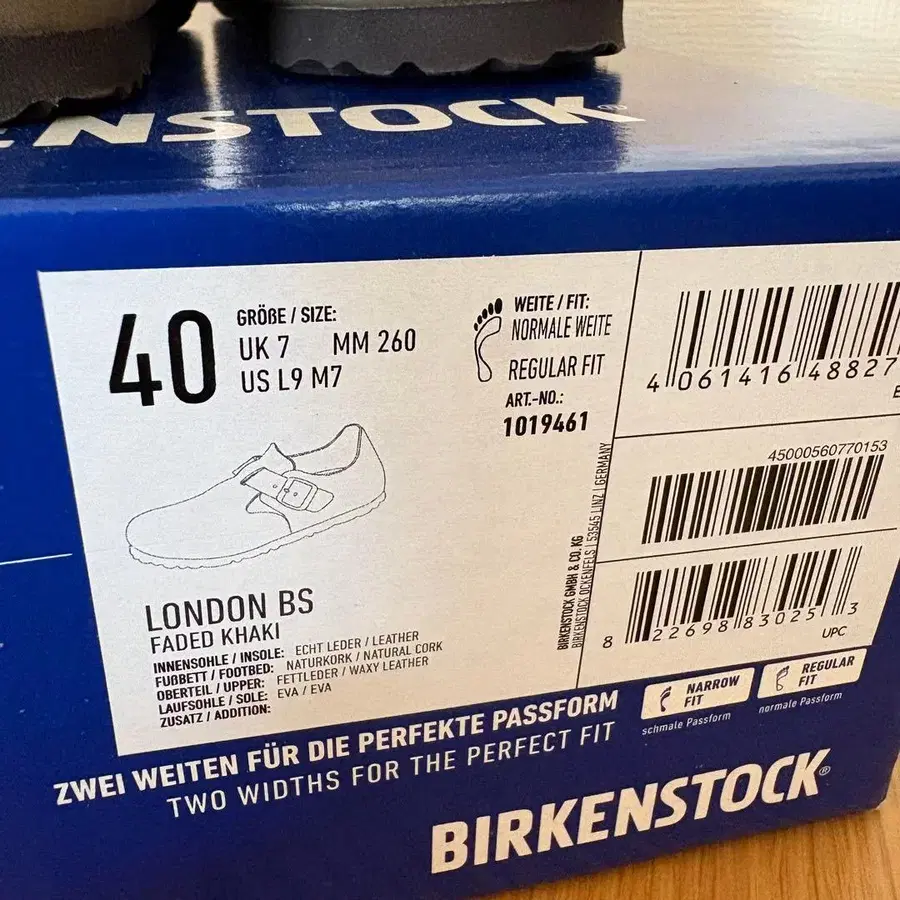 ENSTOCK®
40
GRÖßE / SIZE:
UK 7 MM 260
US L9 M7
WEITE / FIT:
NORMALE WEITE
REGULAR FIT
ART.-NO.:
1019461
LONDON BS
FADED KHAKI
INNENSOHLE / INSOLE: ECHT LEDER / LEATHER
FUßBETT / FOOTBED: NATURKORK / NATURAL CORK
OBERTEIL / UPPER: FETTLEDER / WAXY LEATHER
LAUFSOHLE / SOLE: EVA / EVA
ZUSATZ / ADDITION:
BIRKENSTOCK GMBH & CO. KG
BIRKENSTOCK OCKENFELS | 53545 LINZ | GERMANY
4 061416 48827
E
45000560770153
8 22698 83025 3
UPC
NARROW FIT
schmale Passform
REGULAR FIT
normale Passform
ZWEI WEITEN FÜR DIE PERFEKTE PASSFORM
TWO WIDTHS FOR THE PERFECT FIT
BIRKENSTOCK®